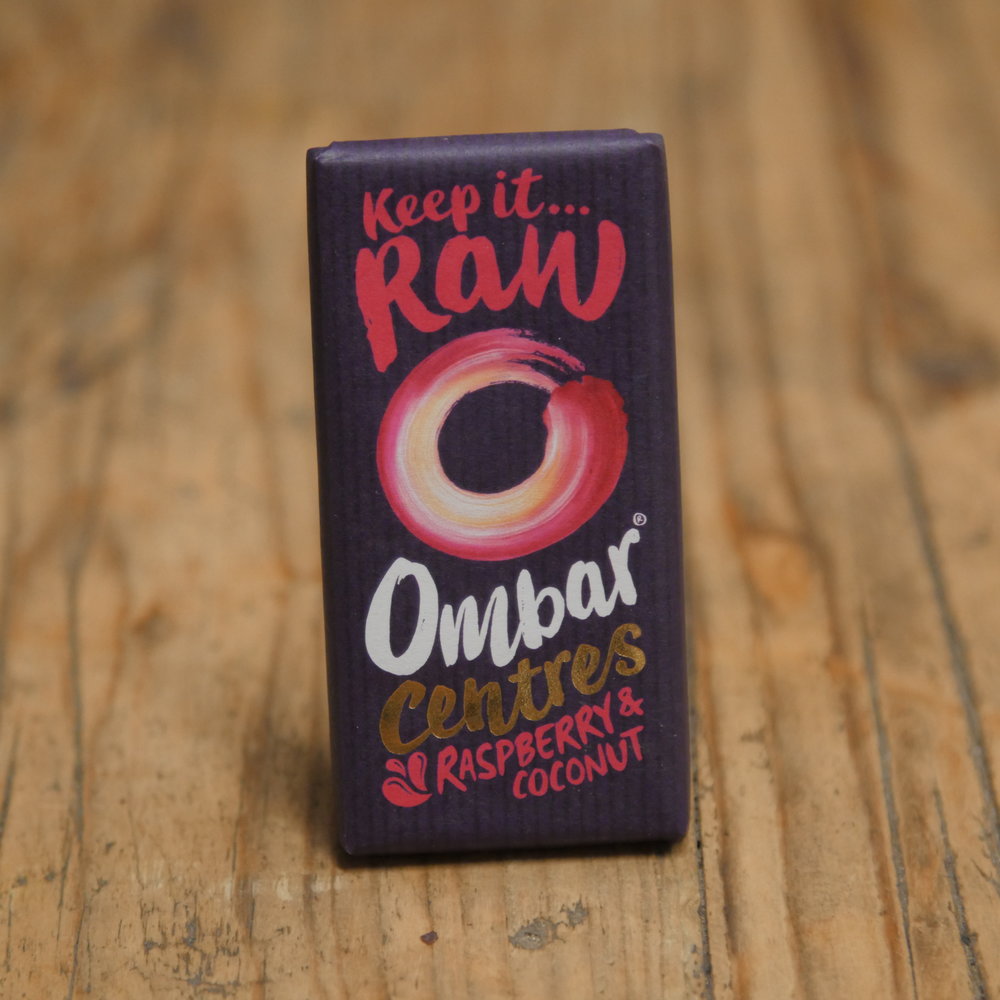 Keep it...
Raw
Ombar®
Centres
RASPBERRY &
COCONUT